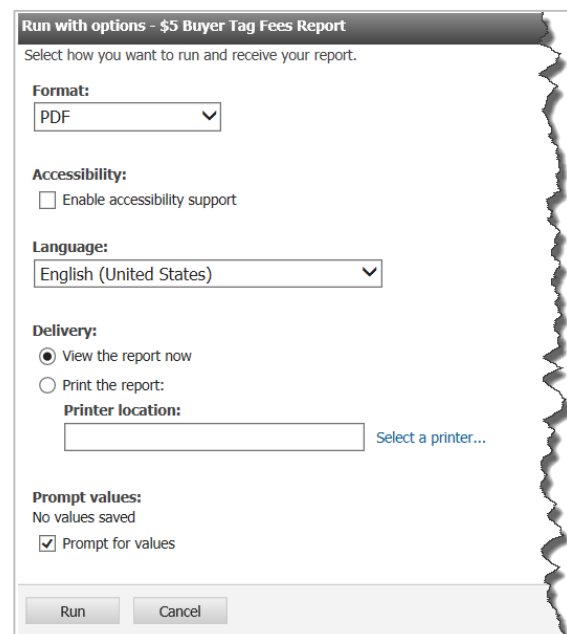 Run with options - $5 Buyer Tag Fees Report
Select how you want to run and receive your report.
Format:
PDF
Accessibility:
Enable accessibility support
Language:
English (United States)
Delivery:
View the report now
Print the report:
Printer location:
Select a printer...
Prompt values:
No values saved
Prompt for values
Run Cancel